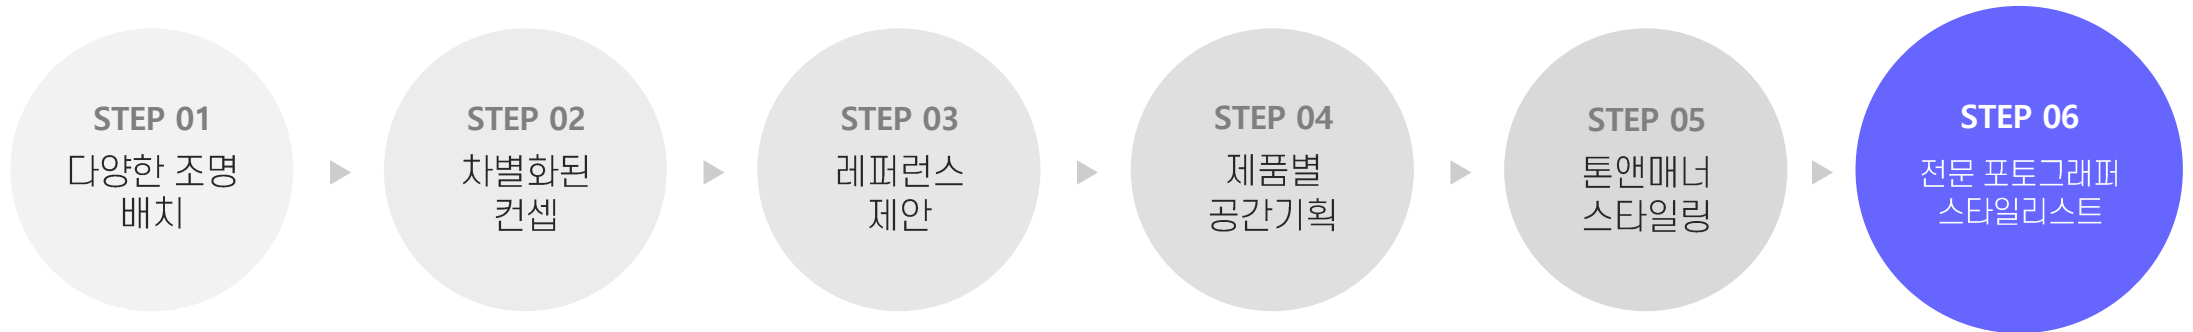 STEP 01
다양한 조명
배치
STEP 02
차별화된
컨셉
STEP 03
레퍼런스
제안
STEP 04
제품별
공간기획
STEP 05
톤앤매너
스타일링
STEP 06
전문 포토그래퍼
스타일리스트